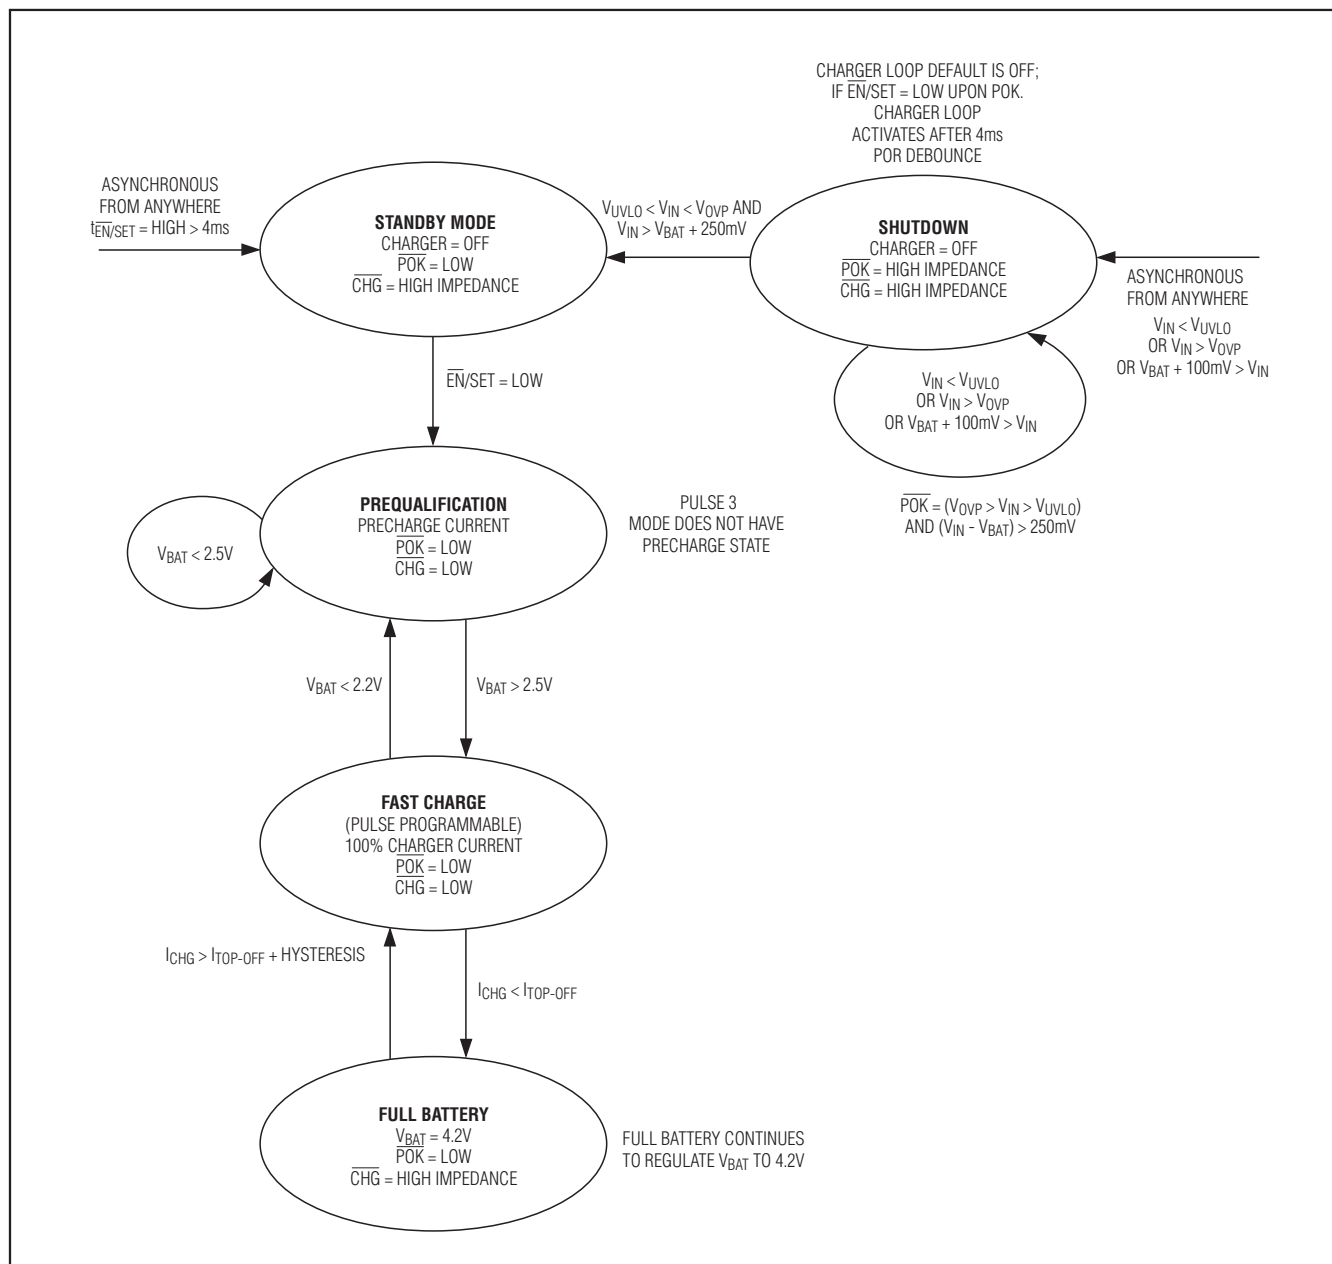 CHARGER LOOP DEFAULT IS OFF;
IF EN/SET = LOW UPON POK.
CHARGER LOOP
ACTIVATES AFTER 4ms
POR DEBOUNCE
ASYNCHRONOUS
FROM ANYWHERE
tEN/SET = HIGH > 4ms
STANDBY MODE
CHARGER = OFF
POK = LOW
CHG = HIGH IMPEDANCE
VUVLO < VIN < VOVP AND
VIN > VBAT + 250mV
SHUTDOWN
CHARGER = OFF
POK = HIGH IMPEDANCE
CHG = HIGH IMPEDANCE
ASYNCHRONOUS
FROM ANYWHERE
VIN < VUVLO
OR VIN > VOVP
OR VBAT + 100mV > VIN
EN/SET = LOW
VIN < VUVLO
OR VIN > VOVP
OR VBAT + 100mV > VIN
POK = (VOVP > VIN > VUVLO)
AND (VIN - VBAT) > 250mV
PREQUALIFICATION
PRECHARGE CURRENT
POK = LOW
CHG = LOW
PULSE 3
MODE DOES NOT HAVE
PRECHARGE STATE
VBAT < 2.5V
VBAT < 2.2V
VBAT > 2.5V
FAST CHARGE
(PULSE PROGRAMMABLE)
100% CHARGER CURRENT
POK = LOW
CHG = LOW
ICHG > ITOP-OFF + HYSTERESIS
ICHG < ITOP-OFF
FULL BATTERY
VBAT = 4.2V
POK = LOW
CHG = HIGH IMPEDANCE
FULL BATTERY CONTINUES
TO REGULATE VBAT TO 4.2V